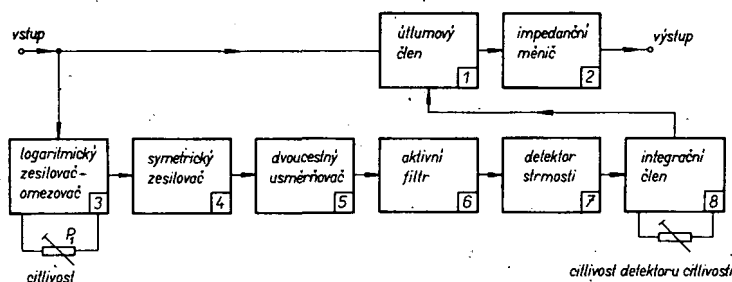 vstup
útlumový
člen
1
impedanční
měnič
2
výstup
logaritmický
zesilovač-
omezovač
3
symetrický
zesilovač
4
dvoucestný
usměrňovač
5
aktivní
filtr
6
detektor
strmosti
7
integrační
člen
8
P1
citlivost
citlivost detektoru citlivosti